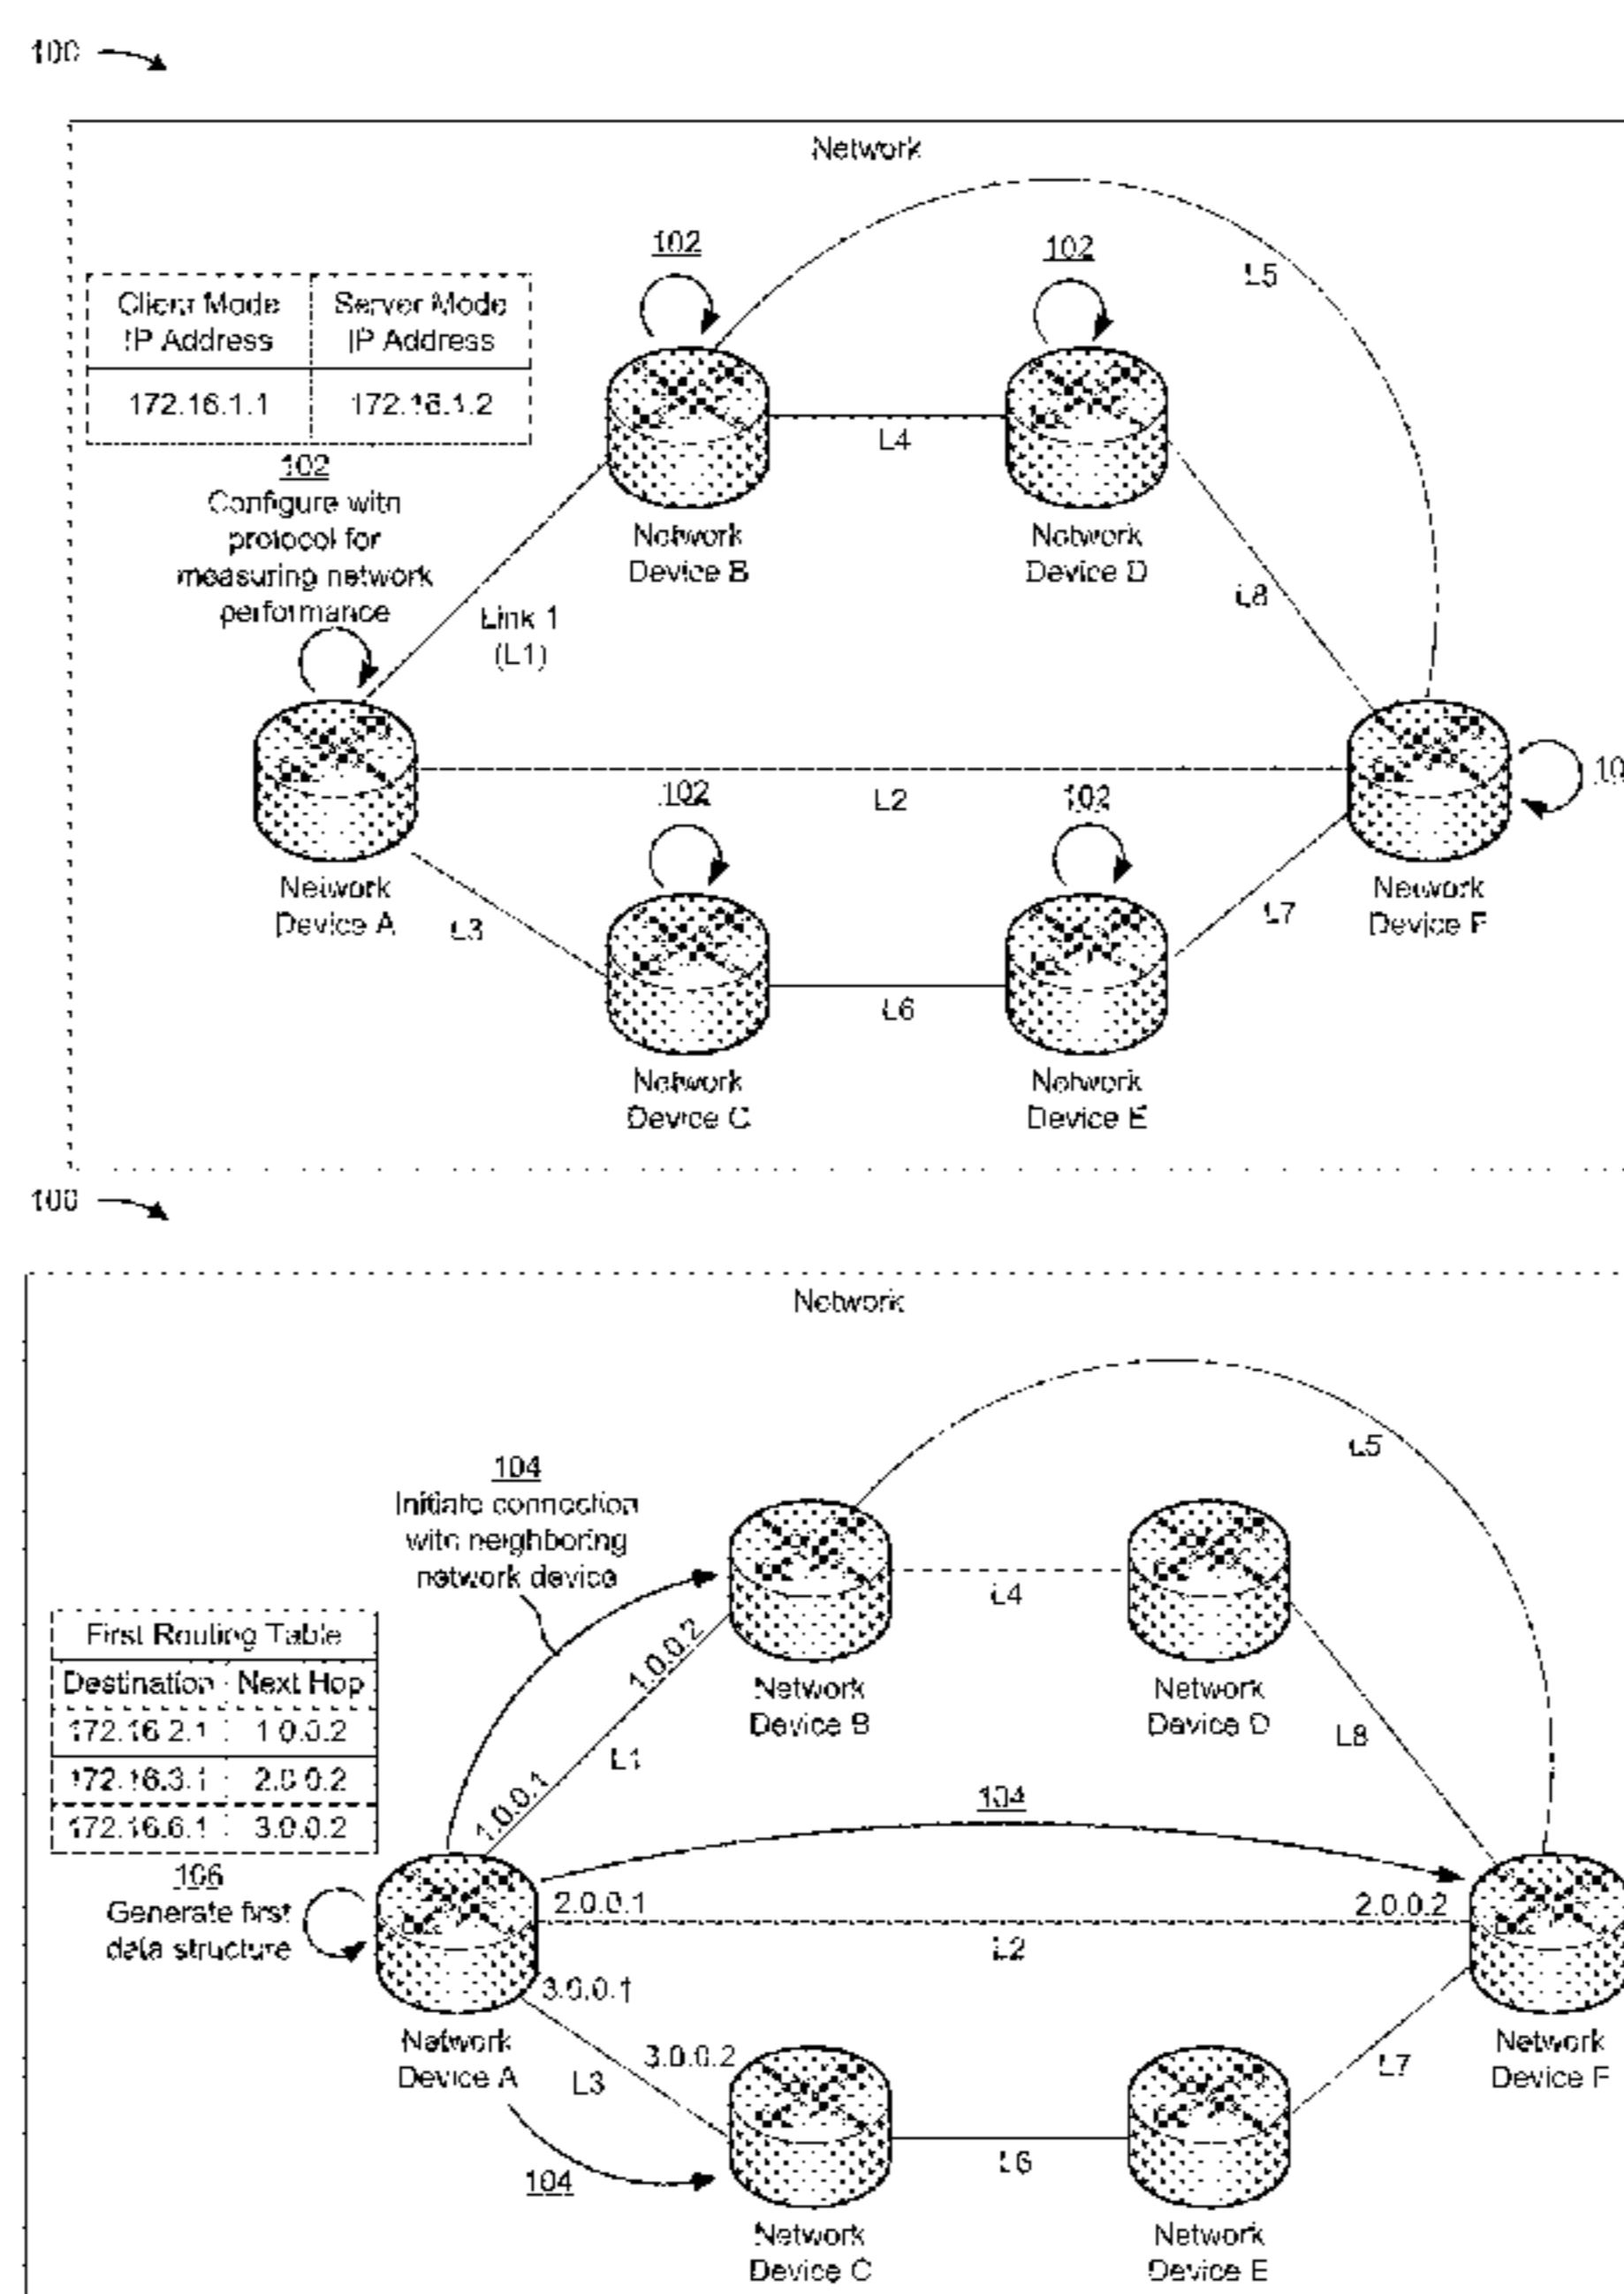 100
Network
102
102
L5
Client Mode
IP Address
Server Mode
IP Address
172.16.1.1
172.16.1.2
L4
102
Configure with
protocol for
measuring network
performance
Network
Device B
Network
Device D
Link 1
(L1)
L8
L2
102
102
10
Network
Device A
L3
L7
Network
Device F
L6
Network
Device C
Network
Device E
100
Network
L5
104
Initiate connection
with neighboring
network device
L4
First Routing Table
Destination Next Hop
172.16.2.1 1.0.0.2
172.16.3.1 2.0.0.2
172.16.6.1 3.0.0.2
1.0.0.2
Network
Device B
Network
Device D
L1
L8
1.0.0.1
104
106
Generate first
data structure
2.0.0.1
2.0.0.2
L2
3.0.0.1
Network
Device A
3.0.0.2
L3
L7
Network
Device F
L6
104
Network
Device C
Network
Device E